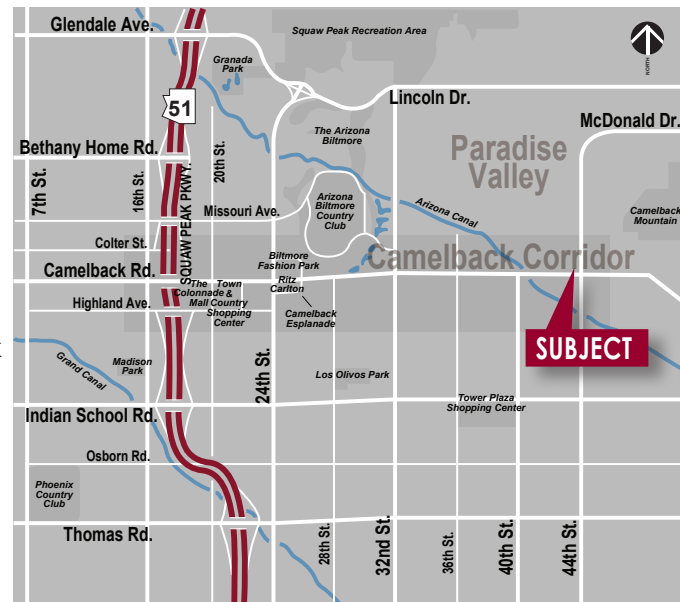 Glendale Ave.
Squaw Peak Recreation Area
NORTH
Granada
Park
51
Lincoln Dr.
McDonald Dr.
The Arizona
Biltmore
Paradise
Valley
Bethany Home Rd.
7th St.
16th St.
SQUAW PEAK PKWY.
20th St.
Missouri Ave.
Arizona
Biltmore
Country
Club
Arizona Canal
Camelback
Mountain
Colter St.
Biltmore
Fashion Park
Camelback Corridor
Camelback Rd.
Ritz
Carlton
The Town
Colonnade &
Mall Country
Shopping
Center
Highland Ave.
Camelback
Esplanade
SUBJECT
Grand Canal
Madison
Park
24th St.
Los Olivos Park
Tower Plaza
Shopping Center
Indian School Rd.
Osborn Rd.
Phoenix
Country
Club
Thomas Rd.
28th St.
32nd St.
36th St.
40th St.
44th St.